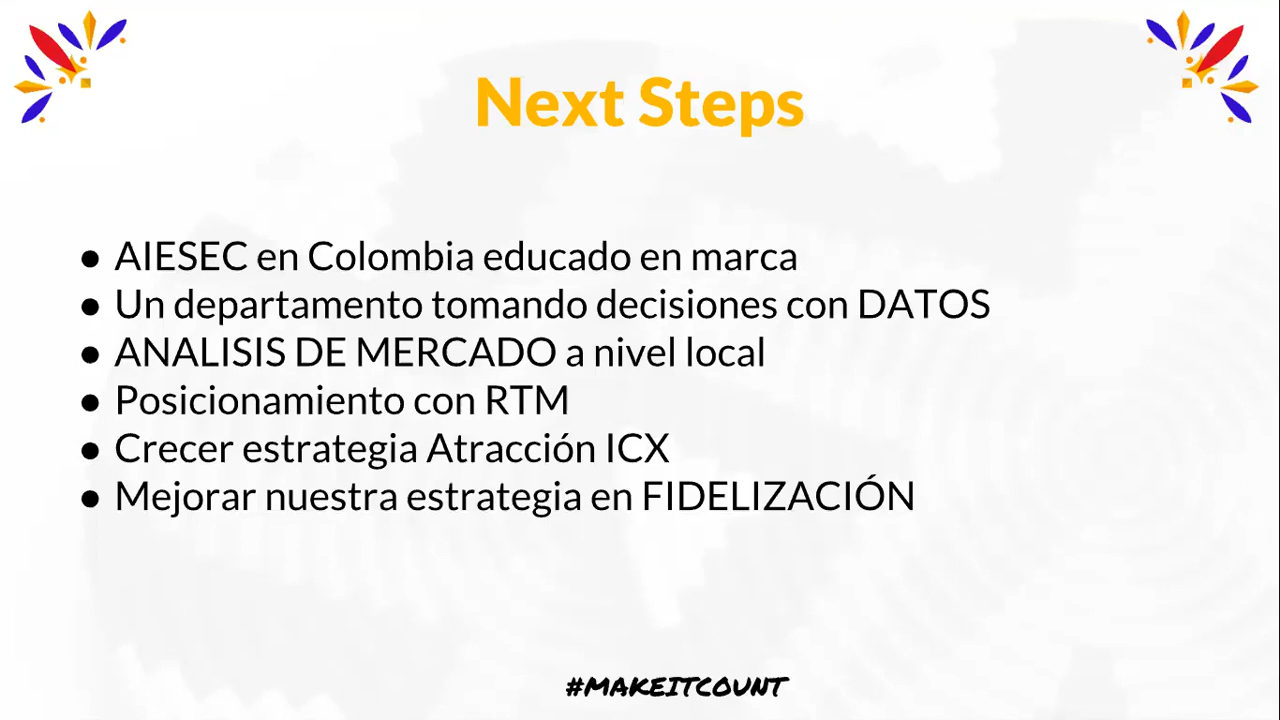 Next Steps
● AIESEC en Colombia educado en marca
● Un departamento tomando decisiones con DATOS
● ANALISIS DE MERCADO a nivel local
● Posicionamiento con RTM
● Crecer estrategia Atracción ICX
● Mejorar nuestra estrategia en FIDELIZACIÓN
#MAKEITCOUNT